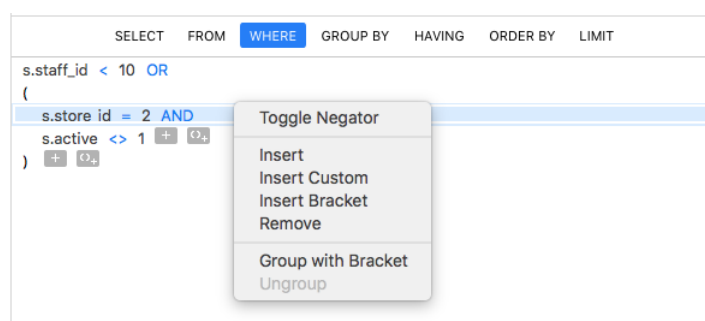 SELECT FROM WHERE GROUP BY HAVING ORDER BY LIMIT
s.staff_id < 10 OR
(
s.store id = 2 AND
s.active <> 1 + ()+
) + ()+
Toggle Negator
Insert
Insert Custom
Insert Bracket
Remove
Group with Bracket
Ungroup